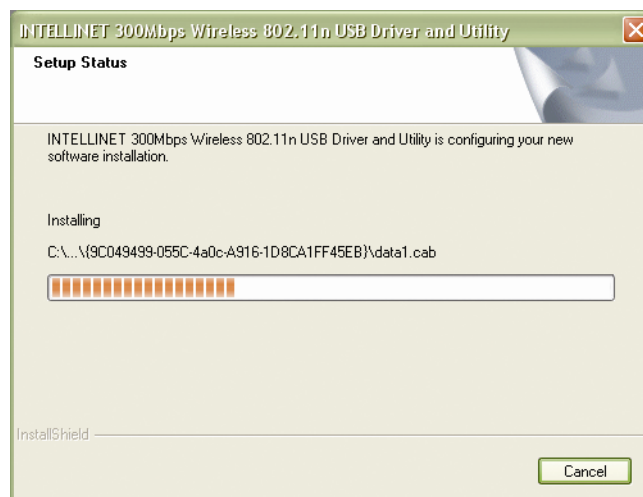 INTELLINET 300Mbps Wireless 802.11n USB Driver and Utility
Setup Status
INTELLINET 300Mbps Wireless 802.11n USB Driver and Utility is configuring your new
software installation.
Installing
C:\...\{9C049499-055C-4a0c-A916-1D8CA1FF45EB}\data1.cab
InstallShield
Cancel